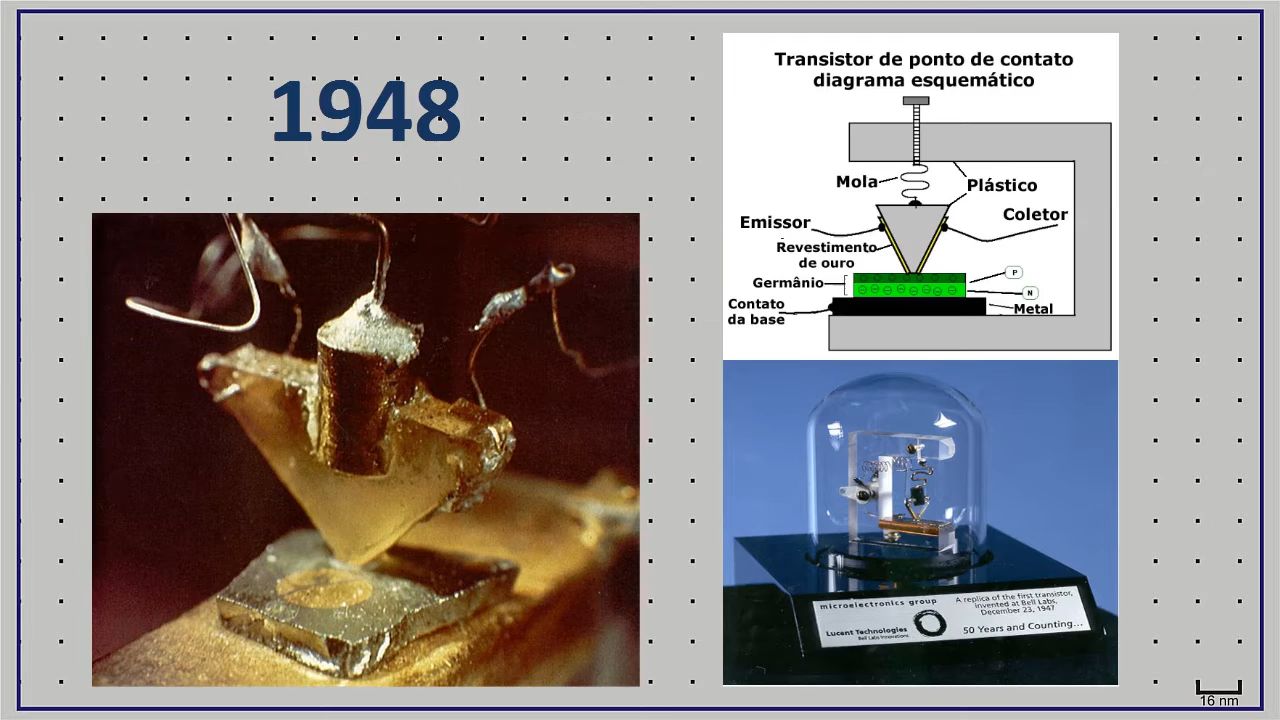 1948
Transistor de ponto de contato
diagrama esquemático
Mola
Plástico
Emissor
Coletor
Revestimento
de ouro
Germânio
P
N
Contato
da base
Metal
microelectronics group
Lucent Technologies
Bell Labs Innovations
A replica of the first transistor,
invented at Bell Labs,
December 23, 1947
50 Years and Counting...
16 nm